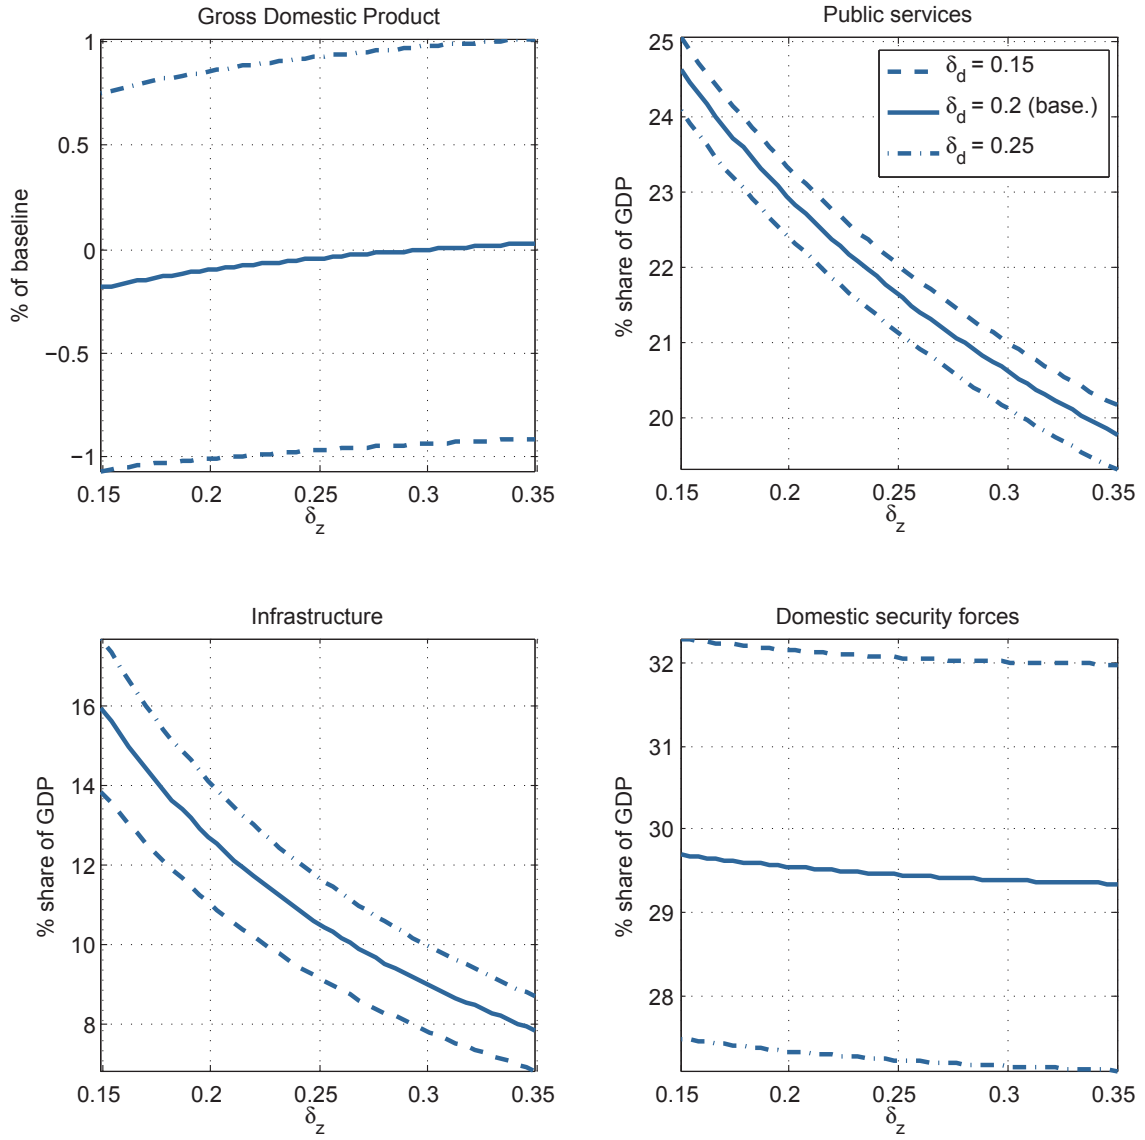 Gross Domestic Product
% of baseline
1
0.5
0
−0.5
−1
0.15 0.2 0.25 0.3 0.35
δz
Public services
% share of GDP
25
24
23
22
21
20
δd = 0.15
δd = 0.2 (base.)
δd = 0.25
0.15 0.2 0.25 0.3 0.35
δz
Infrastructure
% share of GDP
16
14
12
10
8
0.15 0.2 0.25 0.3 0.35
δz
Domestic security forces
% share of GDP
32
31
30
29
28
0.15 0.2 0.25 0.3 0.35
δz